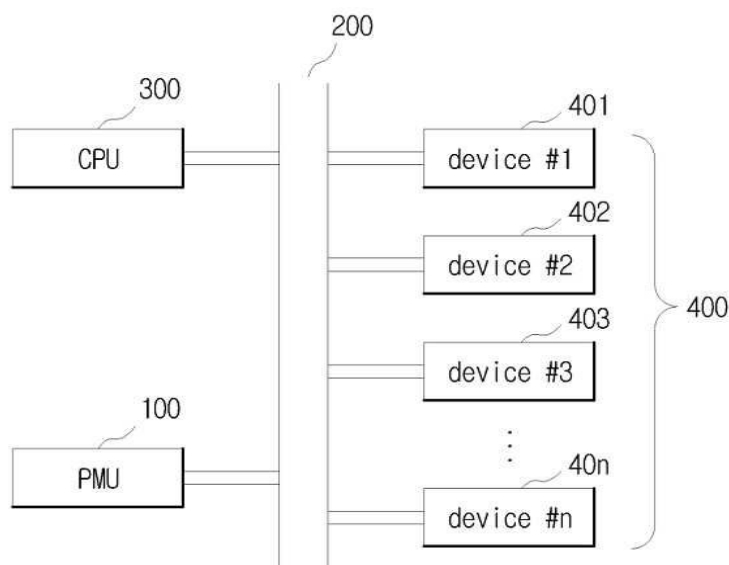 200
300
CPU
401
device #1
402
device #2
403
device #3
400
100
PMU
⋮
40n
device #n